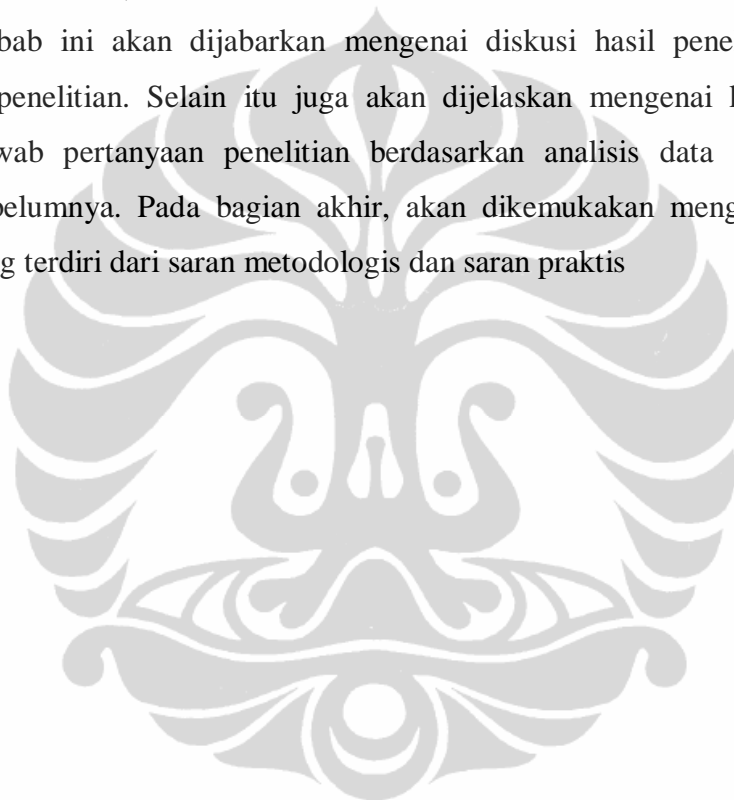 bab ini akan dijabarkan mengenai diskusi hasil pene
penelitian. Selain itu juga akan dijelaskan mengenai
wab pertanyaan penelitian berdasarkan analisis data
belumnya. Pada bagian akhir, akan dikemukakan meng
g terdiri dari saran metodologis dan saran praktis